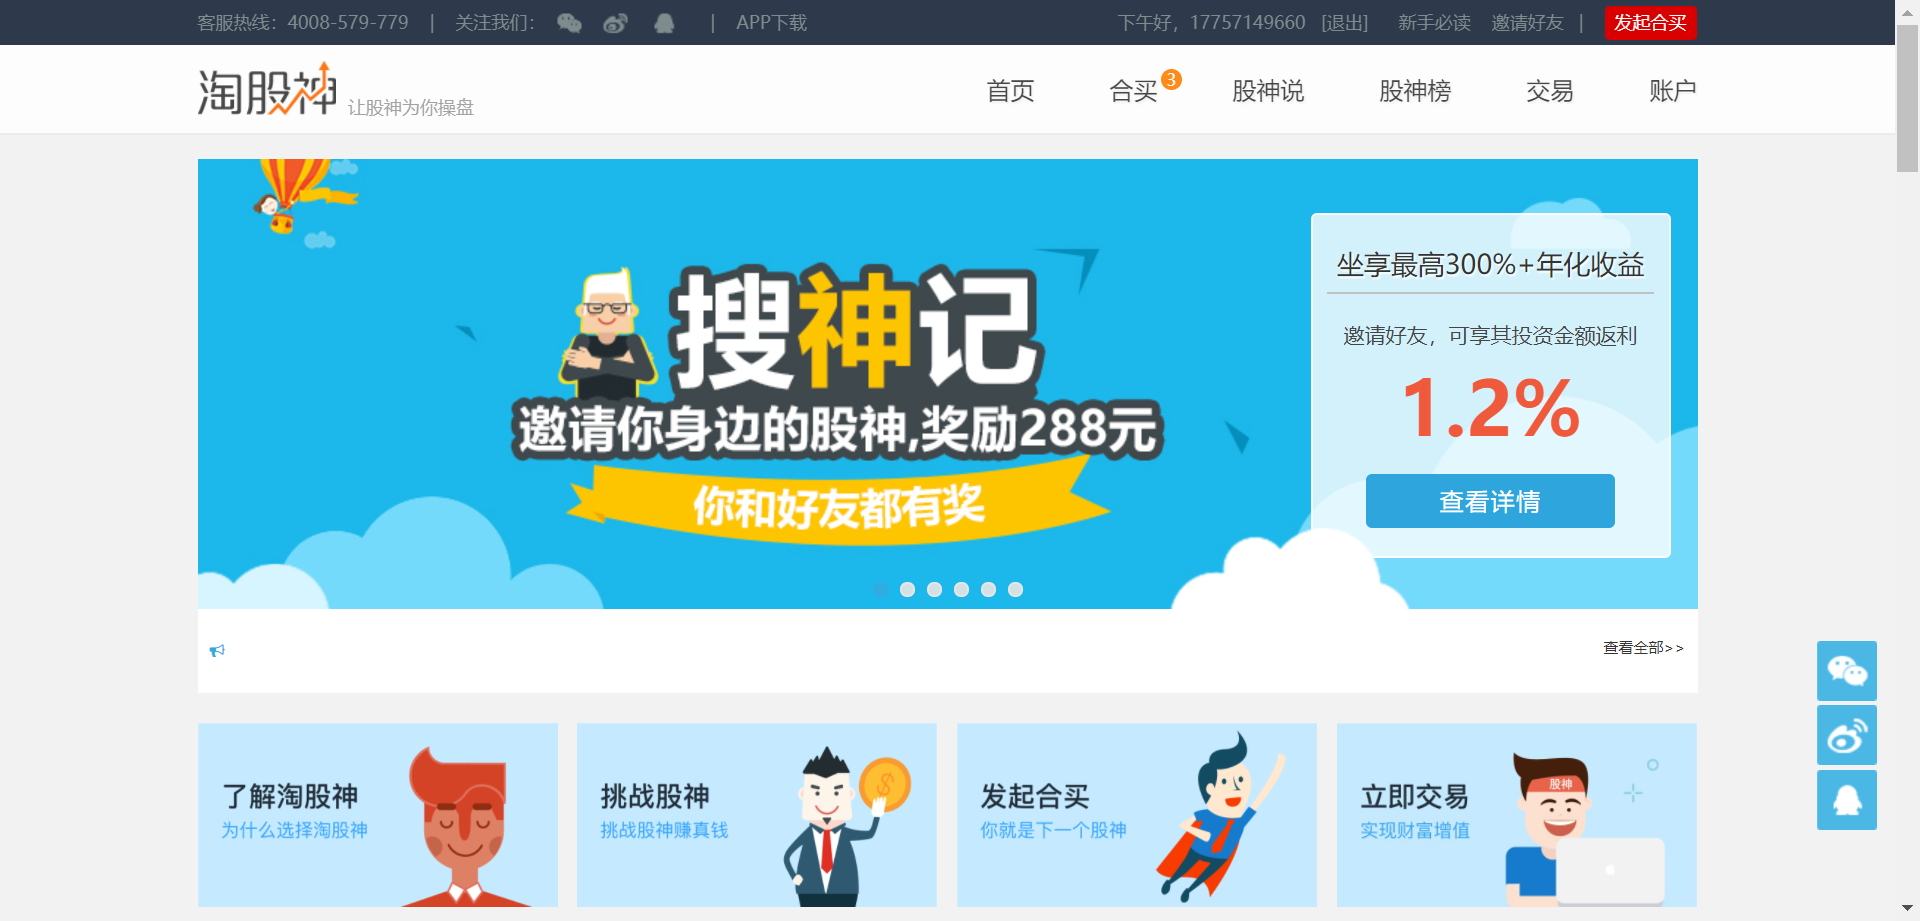 客服热线：4008-579-779 | 关注我们： | APP下载
下午好，17757149660 [退出] 新手必读 邀请好友 | 发起合买
淘股神 让股神为你操盘
首页 合买 3 股神说 股神榜 交易 账户
搜神记
邀请你身边的股神,奖励288元
你和好友都有奖
坐享最高300%+年化收益
邀请好友，可享其投资金额返利
1.2%
查看详情
查看全部>>
了解淘股神
为什么选择淘股神
挑战股神
挑战股神赚真钱
$
发起合买
你就是下一个股神
立即交易
实现财富增值
股神